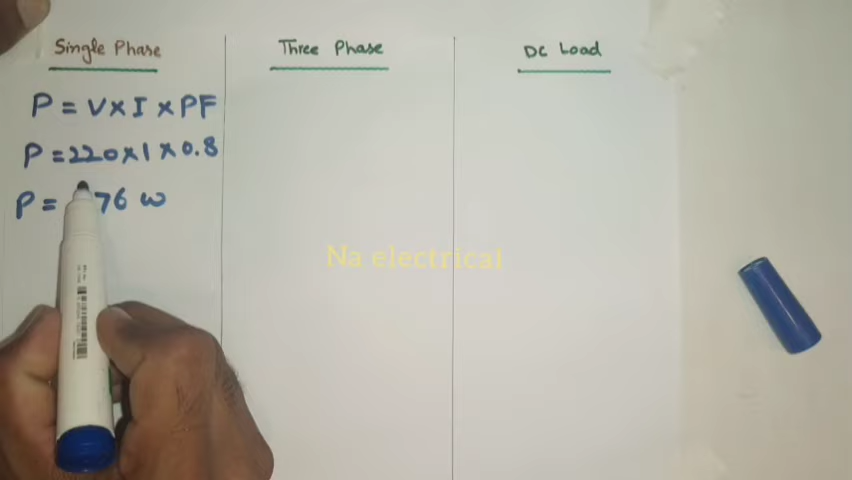 Single Phase
Three Phase
DC Load
P = V × I × PF
P = 220 × 1 × 0.8
P = 76 W
Na electrical